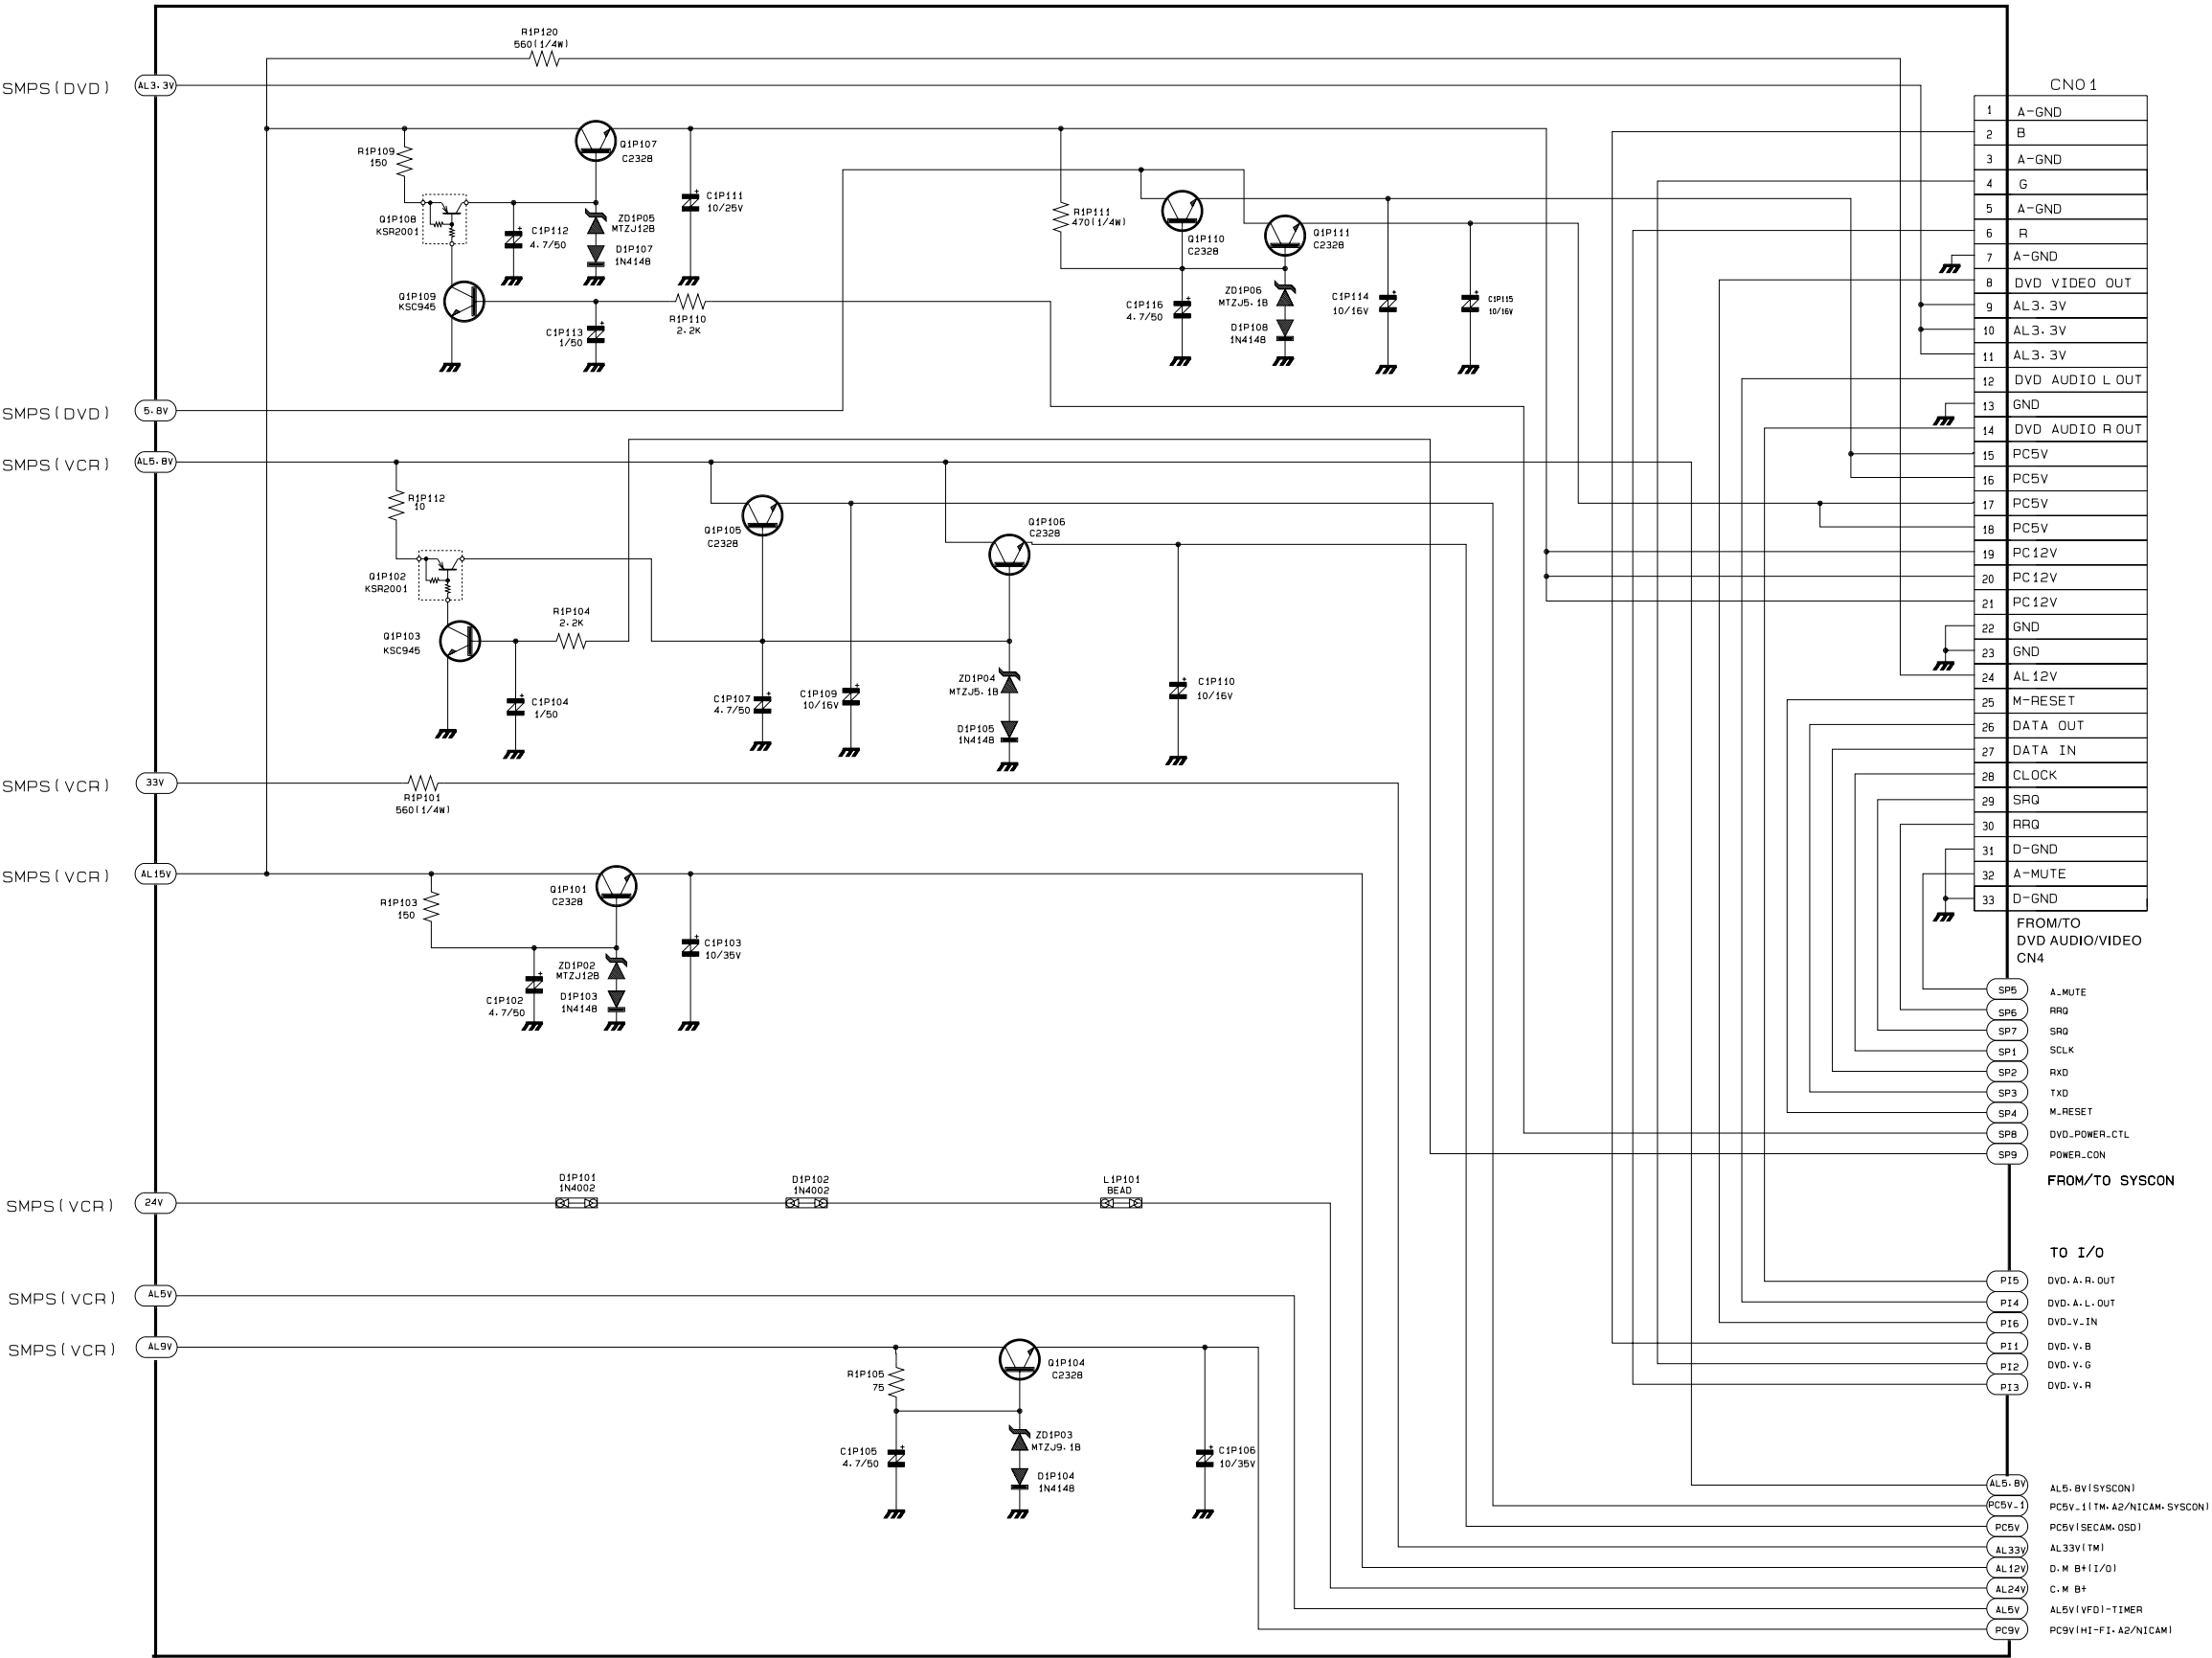 R1P120
560(1/4W)
SMPS(DVD)
AL3.3V
CN01
1 A-GND
2 B
3 A-GND
4 G
5 A-GND
6 R
7 A-GND
8 DVD VIDEO OUT
9 AL3.3V
10 AL3.3V
11 AL3.3V
12 DVD AUDIO L OUT
13 GND
14 DVD AUDIO R OUT
15 PC5V
16 PC5V
17 PC5V
18 PC5V
19 PC12V
20 PC12V
21 PC12V
22 GND
23 GND
24 AL12V
25 M-RESET
26 DATA OUT
27 DATA IN
28 CLOCK
29 SRQ
30 RRQ
31 D-GND
32 A-MUTE
33 D-GND
FROM/TO
DVD AUDIO/VIDEO
CN4
R1P109
150
Q1P107
C2328
Q1P108
KSR2001
C1P112
4.7/50
ZD1P05
MTZJ12B
D1P107
1N4148
C1P111
10/25V
Q1P109
KSC945
C1P113
1/50
R1P110
2.2K
R1P111
470(1/4W)
Q1P110
C2328
Q1P111
C2328
C1P116
4.7/50
ZD1P06
MTZJ5.1B
D1P108
1N4148
C1P114
10/16V
C1P115
10/16V
SMPS(DVD)
5.8V
SMPS(VCR)
AL5.8V
R1P112
10
Q1P102
KSR2001
Q1P103
KSC945
R1P104
2.2K
C1P104
1/50
Q1P105
C2328
Q1P106
C2328
C1P107
4.7/50
C1P109
10/16V
ZD1P04
MTZJ5.1B
D1P105
1N4148
C1P110
10/16V
SMPS(VCR)
33V
R1P101
560(1/4W)
SMPS(VCR)
AL15V
R1P103
150
Q1P101
C2328
C1P102
4.7/50
ZD1P02
MTZJ12B
D1P103
1N4148
C1P103
10/35V
SP5 A_MUTE
SP6 RRQ
SP7 SRQ
SP1 SCLK
SP2 RXD
SP3 TXD
SP4 M_RESET
SP8 DVD_POWER_CTL
SP9 POWER_CON
FROM/TO SYSCON
SMPS(VCR)
24V
D1P101
1N4002
D1P102
1N4002
L1P101
BEAD
TO I/O
PI5 DVD.A.R.OUT
PI4 DVD.A.L.OUT
PI6 DVD_V_IN
PI1 DVD.V.B
PI2 DVD.V.G
PI3 DVD.V.R
SMPS(VCR)
AL5V
SMPS(VCR)
AL9V
R1P105
75
Q1P104
C2328
C1P105
4.7/50
ZD1P03
MTZJ9.1B
D1P104
1N4148
C1P106
10/35V
AL5.8V AL5.8V(SYSCON)
PC5V_1 PC5V_1(TM.A2/NICAM.SYSCON)
PC5V PC5V(SECAM.OSD)
AL33V AL33V(TM)
AL12V D.M B+(I/O)
AL24V C.M B+
AL5V AL5V(VFD)-TIMER
PC9V PC9V(HI-FI.A2/NICAM)